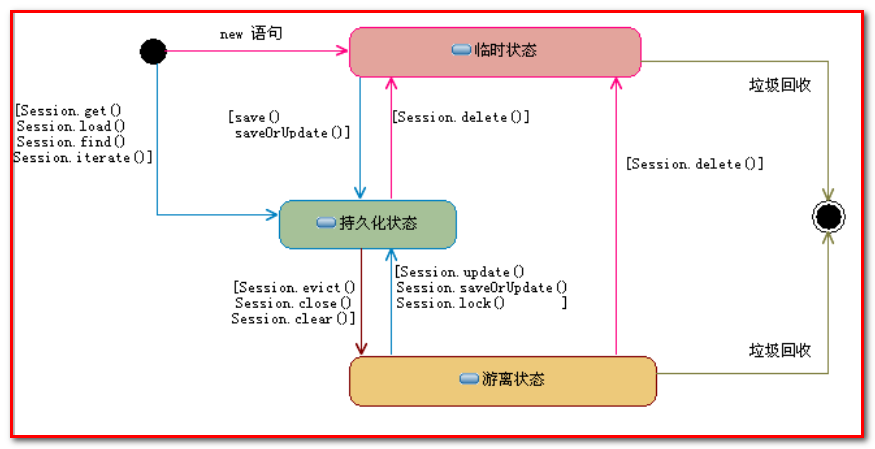 new 语句
临时状态
垃圾回收
[Session.get()
Session.load()
Session.find()
Session.iterate()]
[save()
saveOrUpdate()]
[Session.delete()]
[Session.delete()]
持久化状态
[Session.evict()
Session.close()
Session.clear()]
[Session.update()
Session.saveOrUpdate()
Session.lock() ]
垃圾回收
游离状态